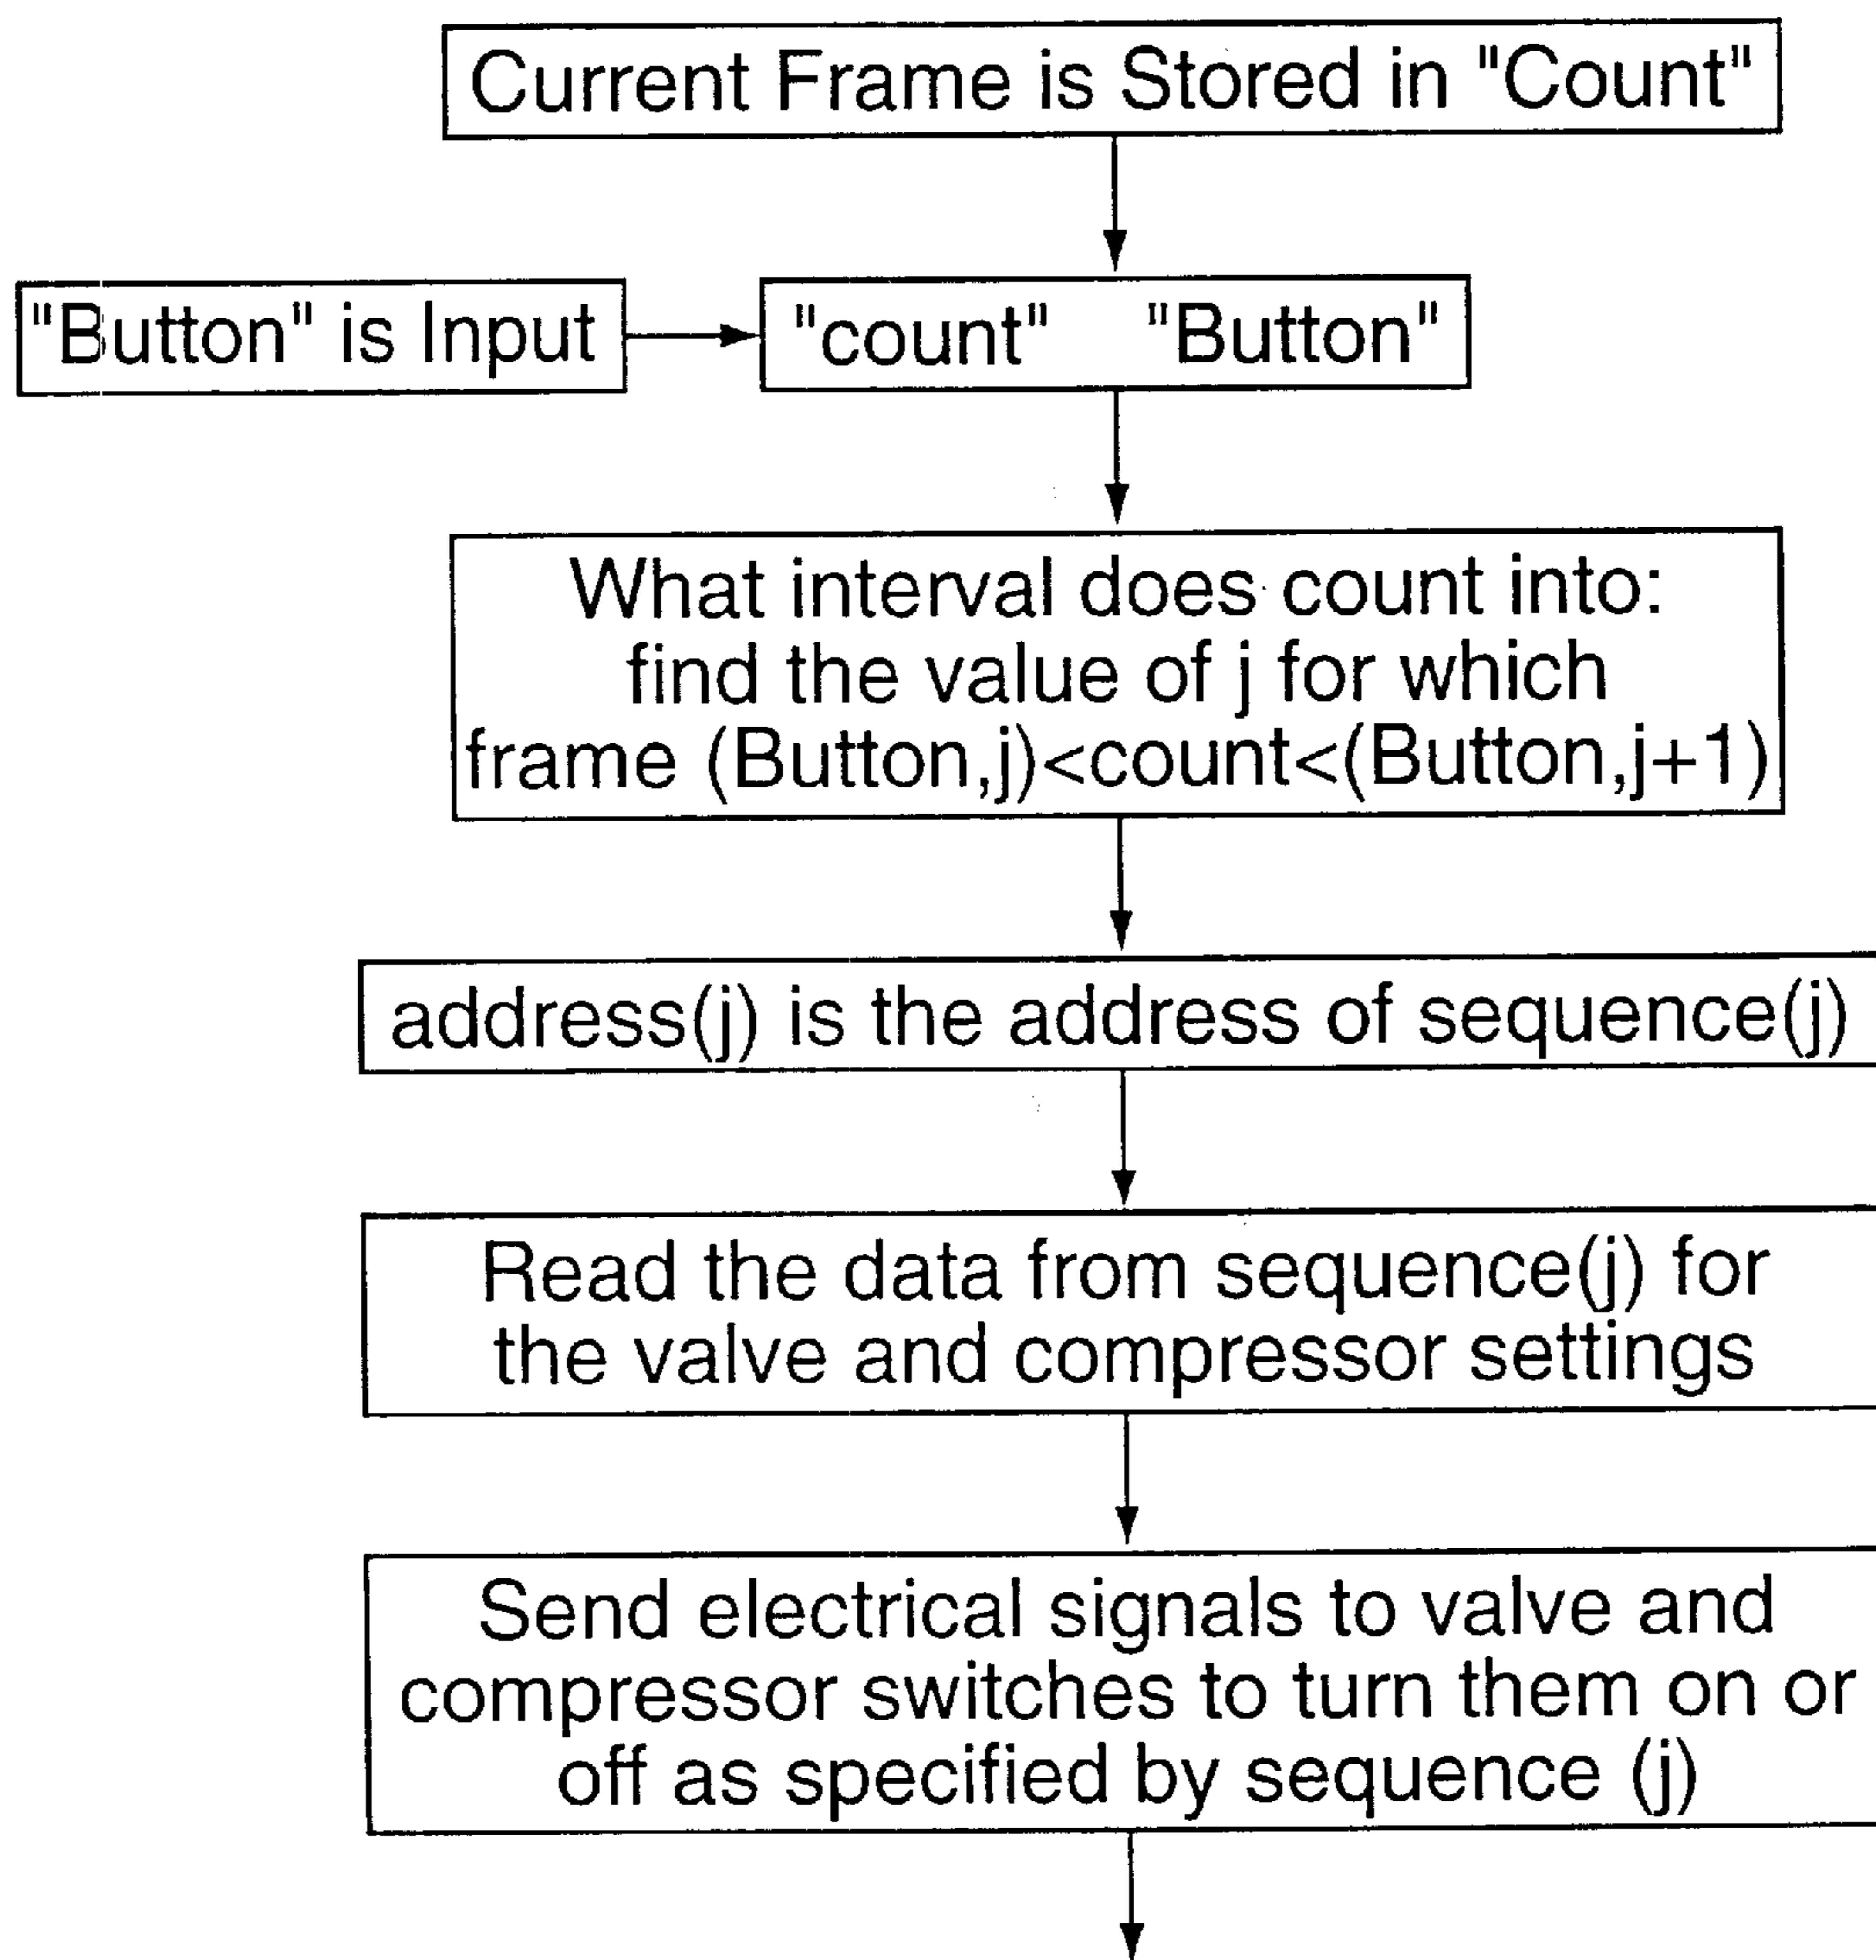 Current Frame is Stored in "Count"
"Button" is Input
"count" "Button"
What interval does count into:
find the value of j for which
frame (Button,j)<count<(Button,j+1)
address(j) is the address of sequence(j)
Read the data from sequence(j) for
the valve and compressor settings
Send electrical signals to valve and
compressor switches to turn them on or
off as specified by sequence (j)